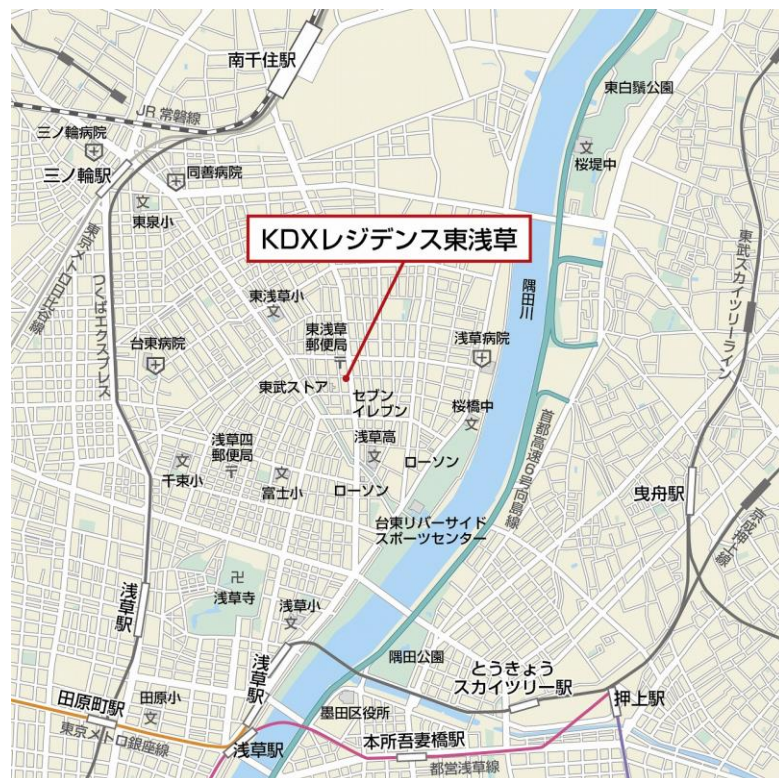 南千住駅
JR常磐線
東白鬚公園
三ノ輪病院
三ノ輪駅
同善病院
東泉小
桜堤中
KDXレジデンス東浅草
東京メトロ日比谷線
つくばエクスプレス
東武スカイツリーライン
隅田川
東浅草小
東浅草
郵便局
浅草病院
台東病院
東武ストア
セブン
イレブン
桜橋中
首都高速6号向島線
浅草四
郵便局
浅草高
ローソン
千束小
富士小
ローソン
曳舟駅
京成押上線
台東リバーサイド
スポーツセンター
浅草寺
浅草小
浅草駅
隅田公園
とうきょう
スカイツリー駅
浅草駅
押上駅
田原町駅
田原小
墨田区役所
東京メトロ銀座線
浅草駅
本所吾妻橋駅
都営浅草線